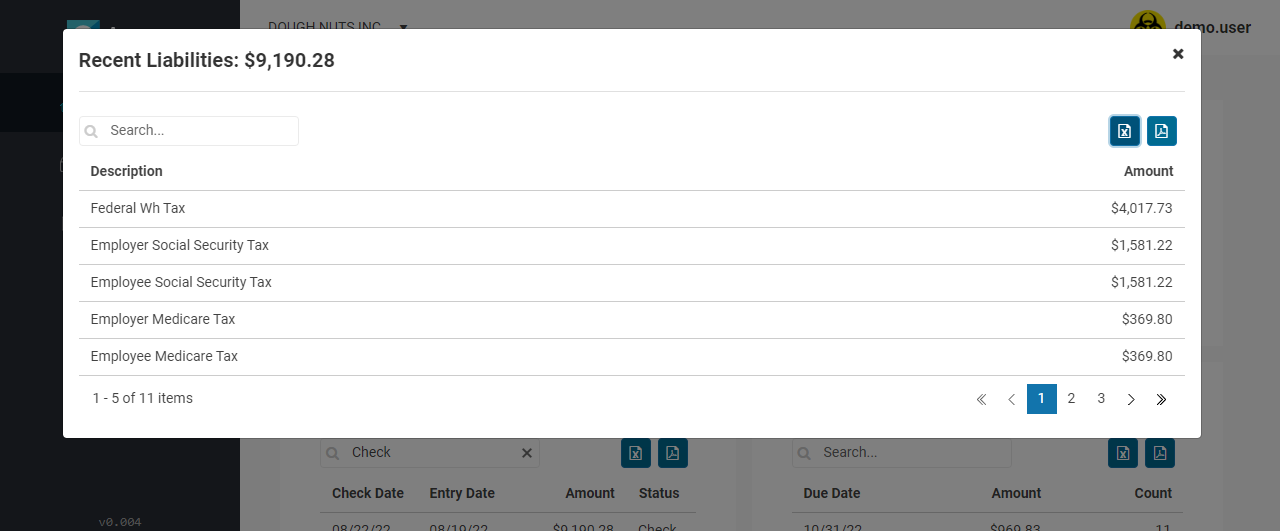 DOUGH NUTS INC
demo.user
Recent Liabilities: $9,190.28
Search...
Description Amount
Federal Wh Tax $4,017.73
Employer Social Security Tax $1,581.22
Employee Social Security Tax $1,581.22
Employer Medicare Tax $369.80
Employee Medicare Tax $369.80
1 - 5 of 11 items 1 2 3
Check Search...
Check Date Entry Date Amount Status Due Date Amount Count
v0.004 08/22/22 08/19/22 $9,190.28 Check 10/31/22 $969.83 11